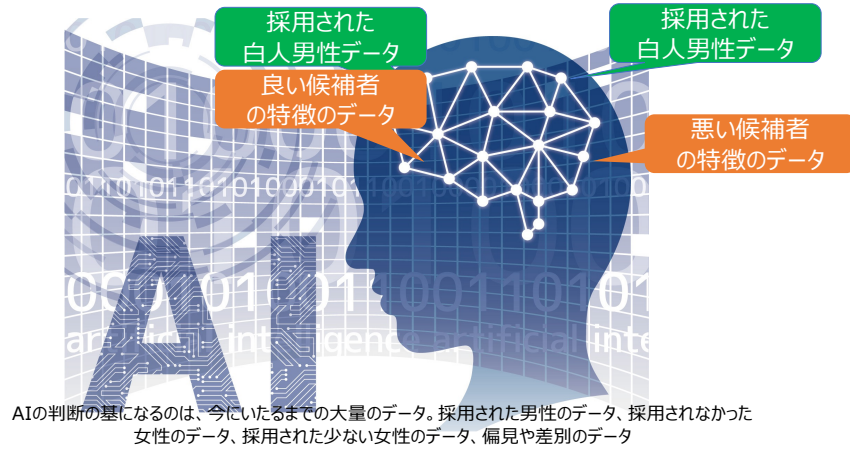 採用された
白人男性データ
採用された
白人男性データ
良い候補者
の特徴のデータ
悪い候補者
の特徴のデータ
AI
artificial intelligence artificial inte
AIの判断の基になるのは、今にいたるまでの大量のデータ。採用された男性のデータ、採用されなかった
女性のデータ、採用された少ない女性のデータ、偏見や差別のデータ